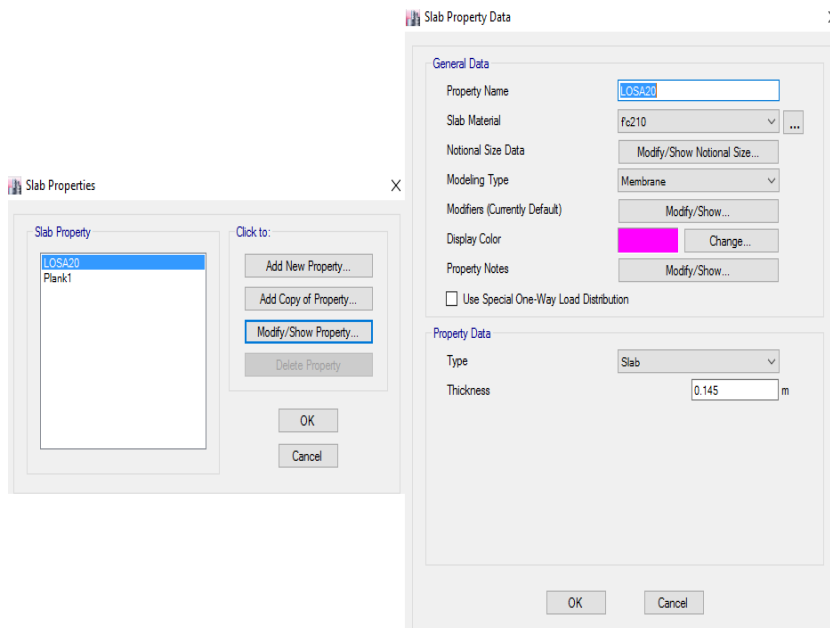 Slab Properties
Slab Property
LOSA20
Plank1
Click to:
Add New Property...
Add Copy of Property...
Modify/Show Property...
Delete Property
OK
Cancel
Slab Property Data
General Data
Property Name LOSA20
Slab Material f'c210 ...
Notional Size Data Modify/Show Notional Size...
Modeling Type Membrane
Modifiers (Currently Default) Modify/Show...
Display Color Change...
Property Notes Modify/Show...
Use Special One-Way Load Distribution
Property Data
Type Slab
Thickness 0.145 m
OK Cancel